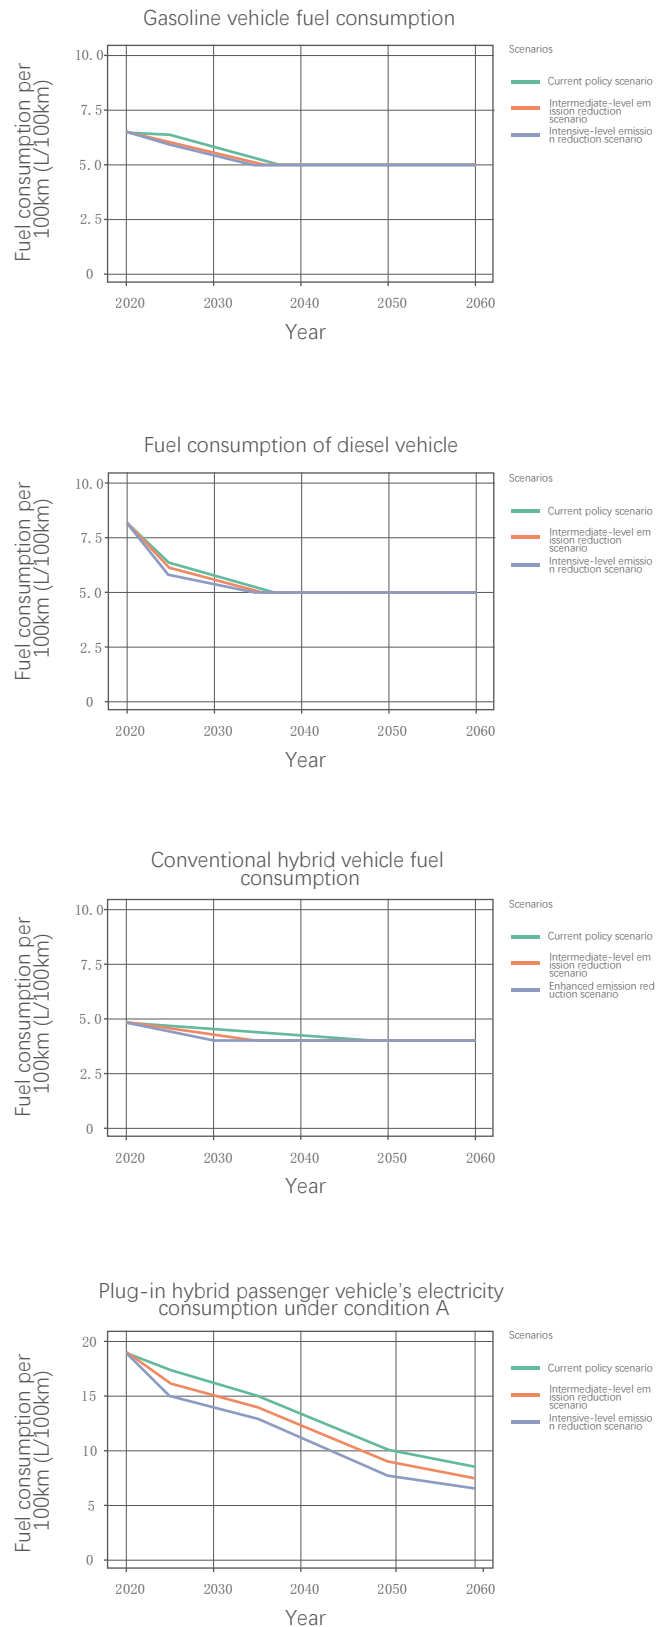 Gasoline vehicle fuel consumption
Fuel consumption per
100km (L/100km)
10.0
7.5
5.0
2.5
0
2020
2030
2040
2050
2060
Year
Scenarios
Current policy scenario
Intermediate-level em
ission reduction
scenario
Intensive-level emissio
n reduction scenario
Fuel consumption of diesel vehicle
Fuel consumption per
100km (L/100km)
10.0
7.5
5.0
2.5
0
2020
2030
2040
2050
2060
Year
Scenarios
Current policy scenario
Intermediate-level em
ission reduction
scenario
Intensive-level emissio
n reduction scenario
Conventional hybrid vehicle fuel
consumption
Fuel consumption per
100km (L/100km)
10.0
7.5
5.0
2.5
0
2020
2030
2040
2050
2060
Year
Scenarios
Current policy scenario
Intermediate-level em
ission reduction
scenario
Enhanced emission red
uction scenario
Plug-in hybrid passenger vehicle's electricity
consumption under condition A
Fuel consumption per
100km (L/100km)
20
15
10
5
0
2020
2030
2040
2050
2060
Year
Scenarios
Current policy scenario
Intermediate-level em
ission reduction
scenario
Intensive-level emissio
n reduction scenario